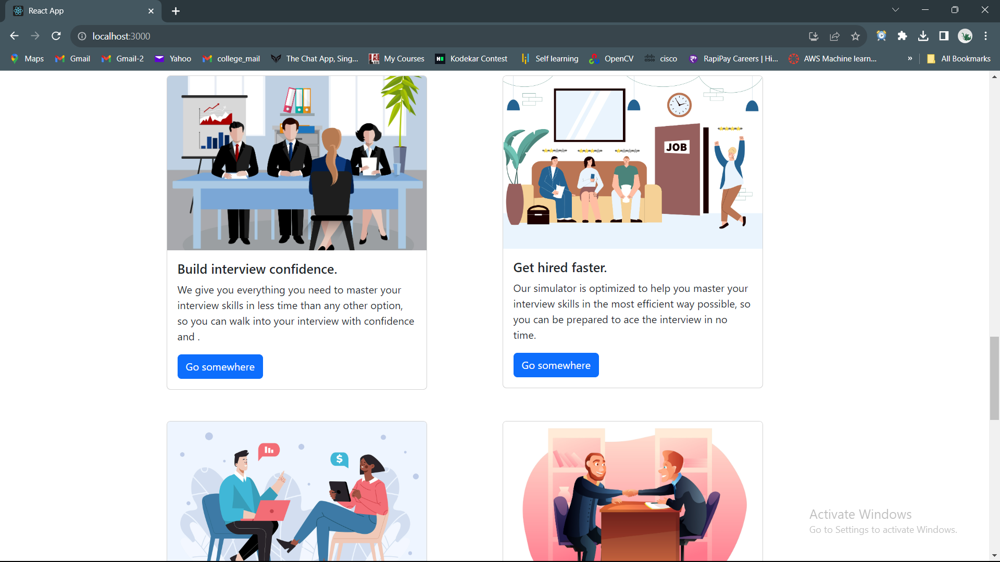 React App
localhost:3000
Maps
Gmail
Gmail-2
Yahoo
college_mail
The Chat App, Sing...
My Courses
Kodekar Contest
Self learning
OpenCV
cisco
RapiPay Careers | Hi...
AWS Machine learn...
»
All Bookmarks
Build interview confidence.
We give you everything you need to master your
interview skills in less time than any other option,
so you can walk into your interview with confidence
and .
Go somewhere
JOB
Get hired faster.
Our simulator is optimized to help you master your
interview skills in the most efficient way possible, so
you can be prepared to ace the interview in no
time.
Go somewhere
$
Activate Windows
Go to Settings to activate Windows.